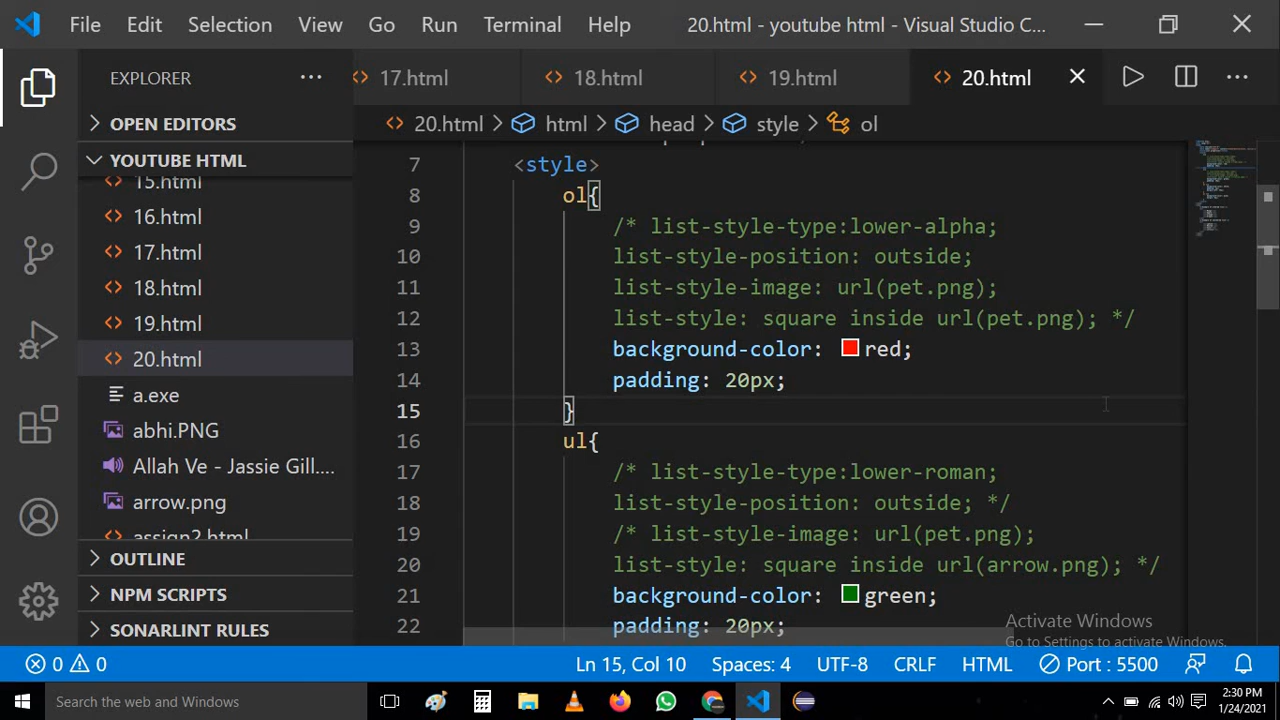 File Edit Selection View Go Run Terminal Help 20.html - youtube html - Visual Studio C...
EXPLORER
17.html 18.html 19.html 20.html
OPEN EDITORS
20.html > html > head > style > ol
YOUTUBE HTML
15.html
16.html
17.html
18.html
19.html
20.html
a.exe
abhi.PNG
Allah Ve - Jassie Gill....
arrow.png
assign2.html
OUTLINE
NPM SCRIPTS
SONARLINT RULES
7 <style>
8 ol{
9 /* list-style-type:lower-alpha;
10 list-style-position: outside;
11 list-style-image: url(pet.png);
12 list-style: square inside url(pet.png); */
13 background-color: red;
14 padding: 20px;
15 }
16 ul{
17 /* list-style-type:lower-roman;
18 list-style-position: outside; */
19 /* list-style-image: url(pet.png);
20 list-style: square inside url(arrow.png); */
21 background-color: green;
22 padding: 20px;
Activate Windows
Go to Settings to activate Windows.
0 0 Ln 15, Col 10 Spaces: 4 UTF-8 CRLF HTML Port : 5500
Search the web and Windows
2:30 PM
1/24/2021